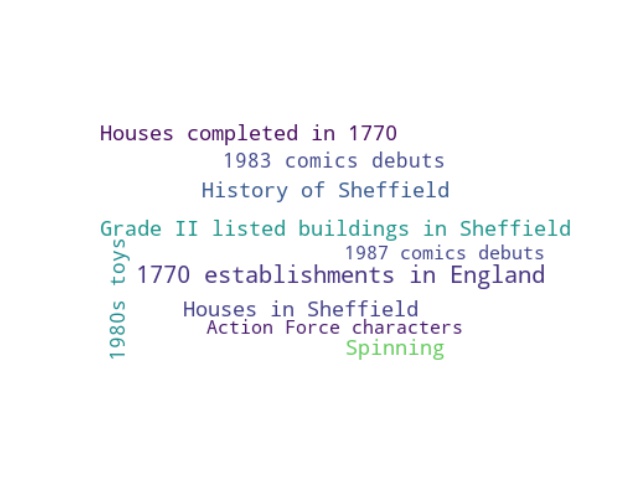 Houses completed in 1770
1983 comics debuts
History of Sheffield
Grade II listed buildings in Sheffield
1987 comics debuts
1770 establishments in England
1980s toys
Houses in Sheffield
Action Force characters
Spinning